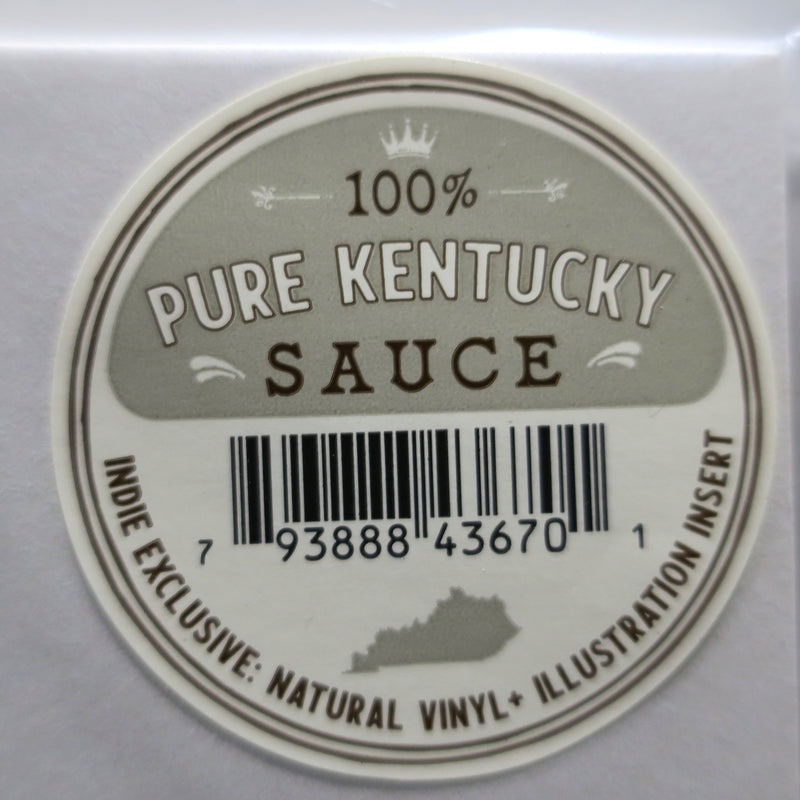 100%
PURE KENTUCKY
SAUCE
7 93888 43670 1
INDIE EXCLUSIVE: NATURAL VINYL+ ILLUSTRATION INSERT